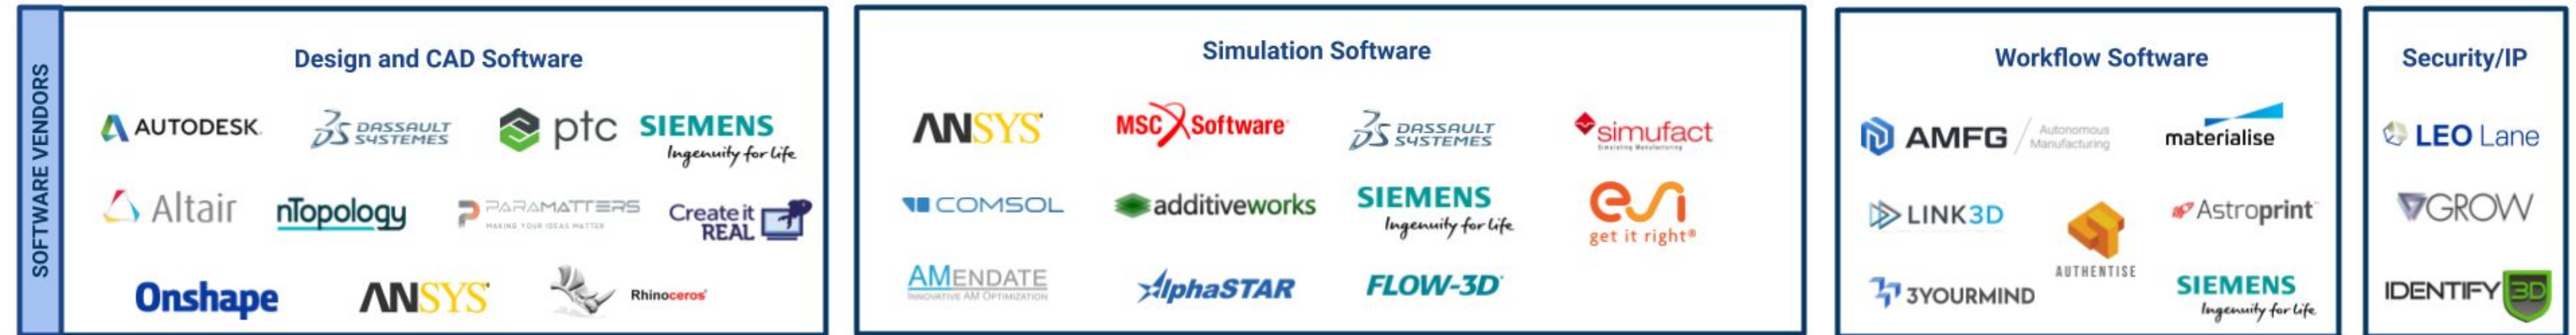 SOFTWARE VENDORS
Design and CAD Software
AUTODESK.
DASSAULT
SYSTEMES
ptc
SIEMENS
Ingenuity for life
Altair
nTopology
PARAMATTERS
MAKING YOUR IDEAS MATTER
Create it
REAL
Onshape
ANSYS
Rhinoceros
Simulation Software
ANSYS
MSC Software
DASSAULT
SYSTEMES
simufact
Simulating Manufacturing
COMSOL
additiveworks
SIEMENS
Ingenuity for life
esi
get it right®
AMENDATE
INNOVATIVE AM OPTIMIZATION
AlphaSTAR
FLOW-3D
Workflow Software
AMFG
Autonomous
Manufacturing
materialise
LINK3D
AUTHENTISE
Astroprint
3YOURMIND
SIEMENS
Ingenuity for life
Security/IP
LEO Lane
GROW
IDENTIFY 3D